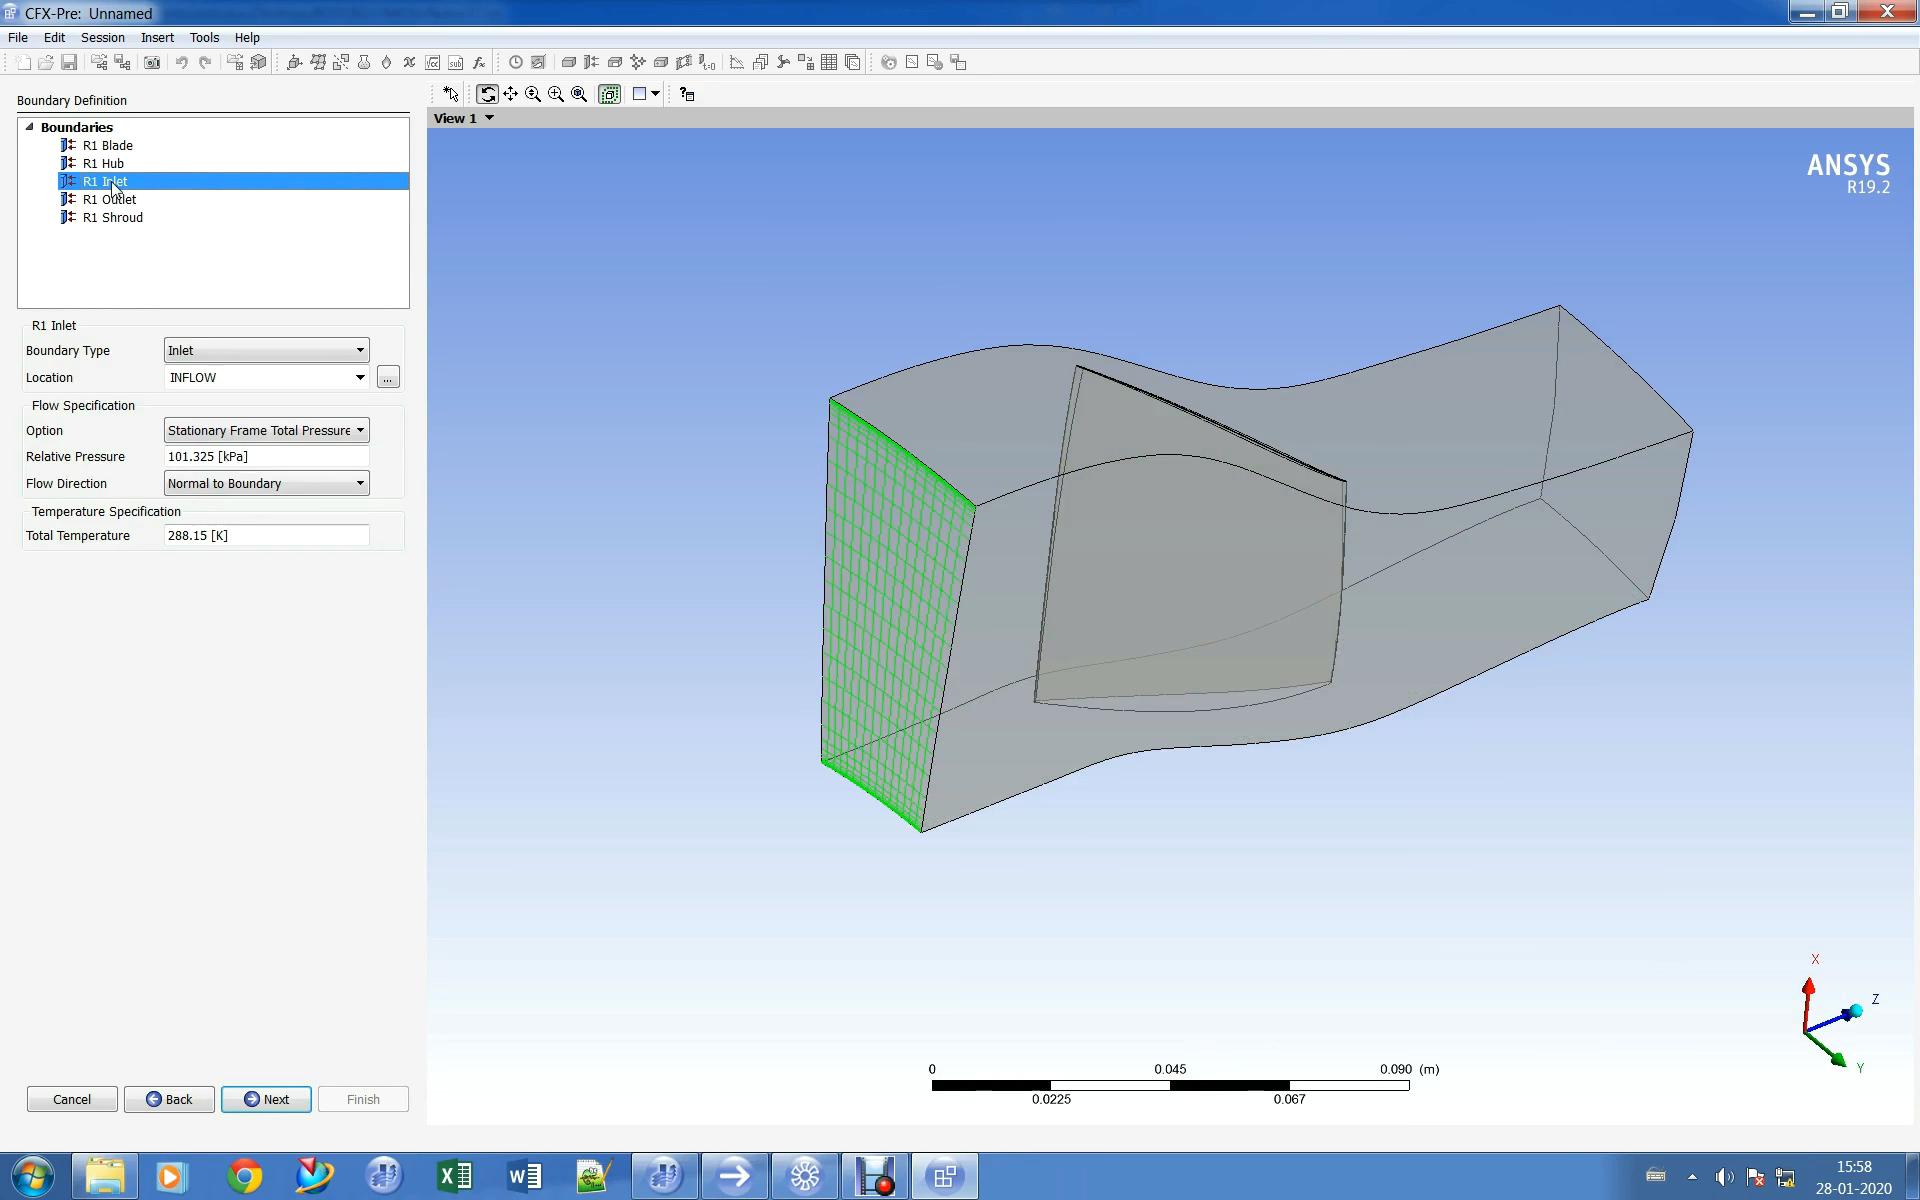 CFX-Pre: Unnamed
File Edit Session Insert Tools Help
Boundary Definition
View 1
Boundaries
R1 Blade
R1 Hub
R1 Inlet
R1 Outlet
R1 Shroud
ANSYS
R19.2
R1 Inlet
Boundary Type Inlet
Location INFLOW ...
Flow Specification
Option Stationary Frame Total Pressure
Relative Pressure 101.325 [kPa]
Flow Direction Normal to Boundary
Temperature Specification
Total Temperature 288.15 [K]
X
Z
Y
0 0.045 0.090 (m)
0.0225 0.067
Cancel Back Next Finish
15:58
28-01-2020